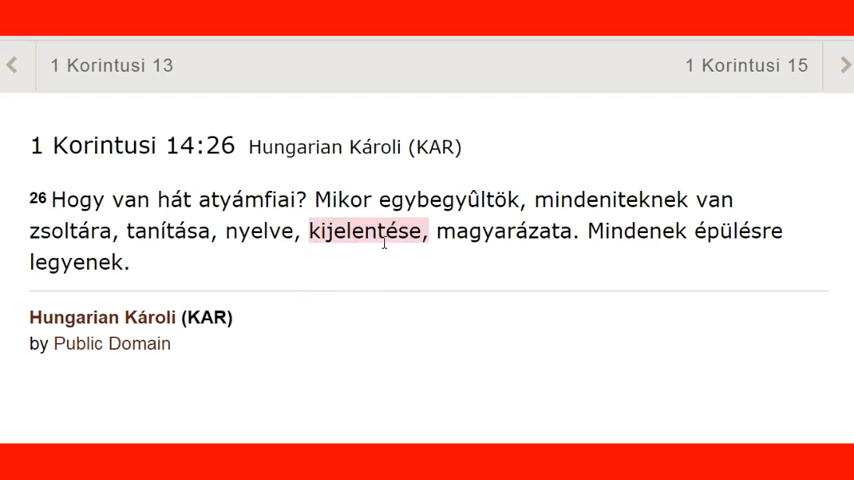 1 Korintusi 13
1 Korintusi 15
1 Korintusi 14:26 Hungarian Károli (KAR)
26 Hogy van hát atyámfiai? Mikor egybegyûltök, mindeniteknek van
zsoltára, tanítása, nyelve, kijelentése, magyarázata. Mindenek épülésre
legyenek.
Hungarian Károli (KAR)
by Public Domain